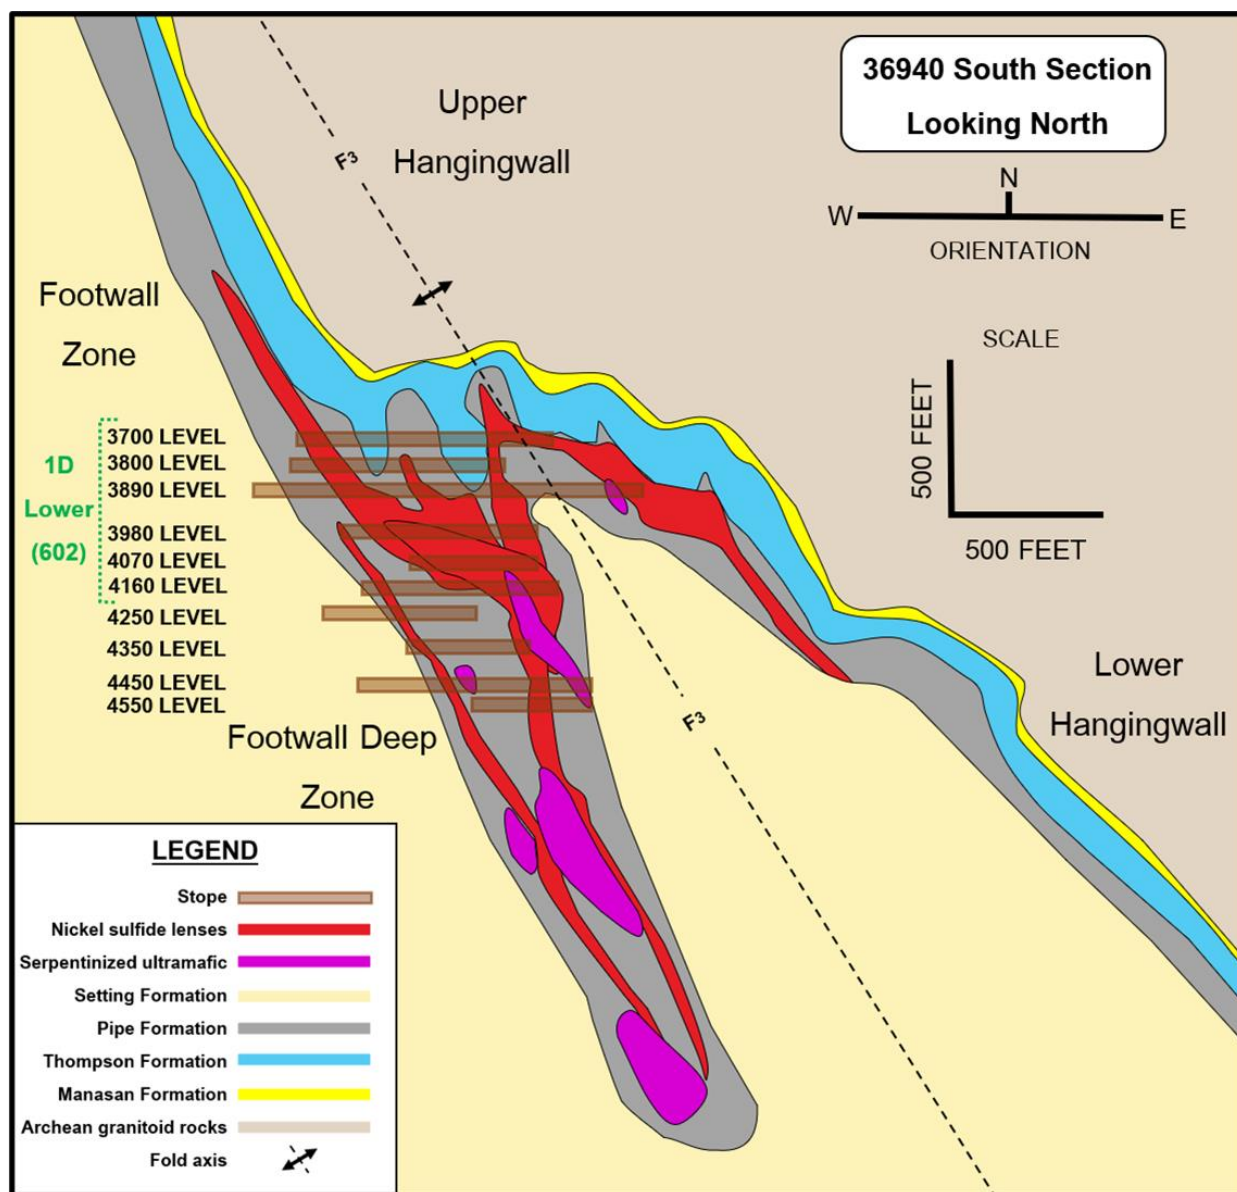 36940 South Section
Looking North
Upper
Hangingwall
F3
N
W
E
ORIENTATION
Footwall
Zone
SCALE
500 FEET
500 FEET
1D
Lower
(602)
3700 LEVEL
3800 LEVEL
3890 LEVEL
3980 LEVEL
4070 LEVEL
4160 LEVEL
4250 LEVEL
4350 LEVEL
4450 LEVEL
4550 LEVEL
Lower
Hangingwall
F3
Footwall Deep
Zone
LEGEND
Stope
Nickel sulfide lenses
Serpentinized ultramafic
Setting Formation
Pipe Formation
Thompson Formation
Manasan Formation
Archean granitoid rocks
Fold axis